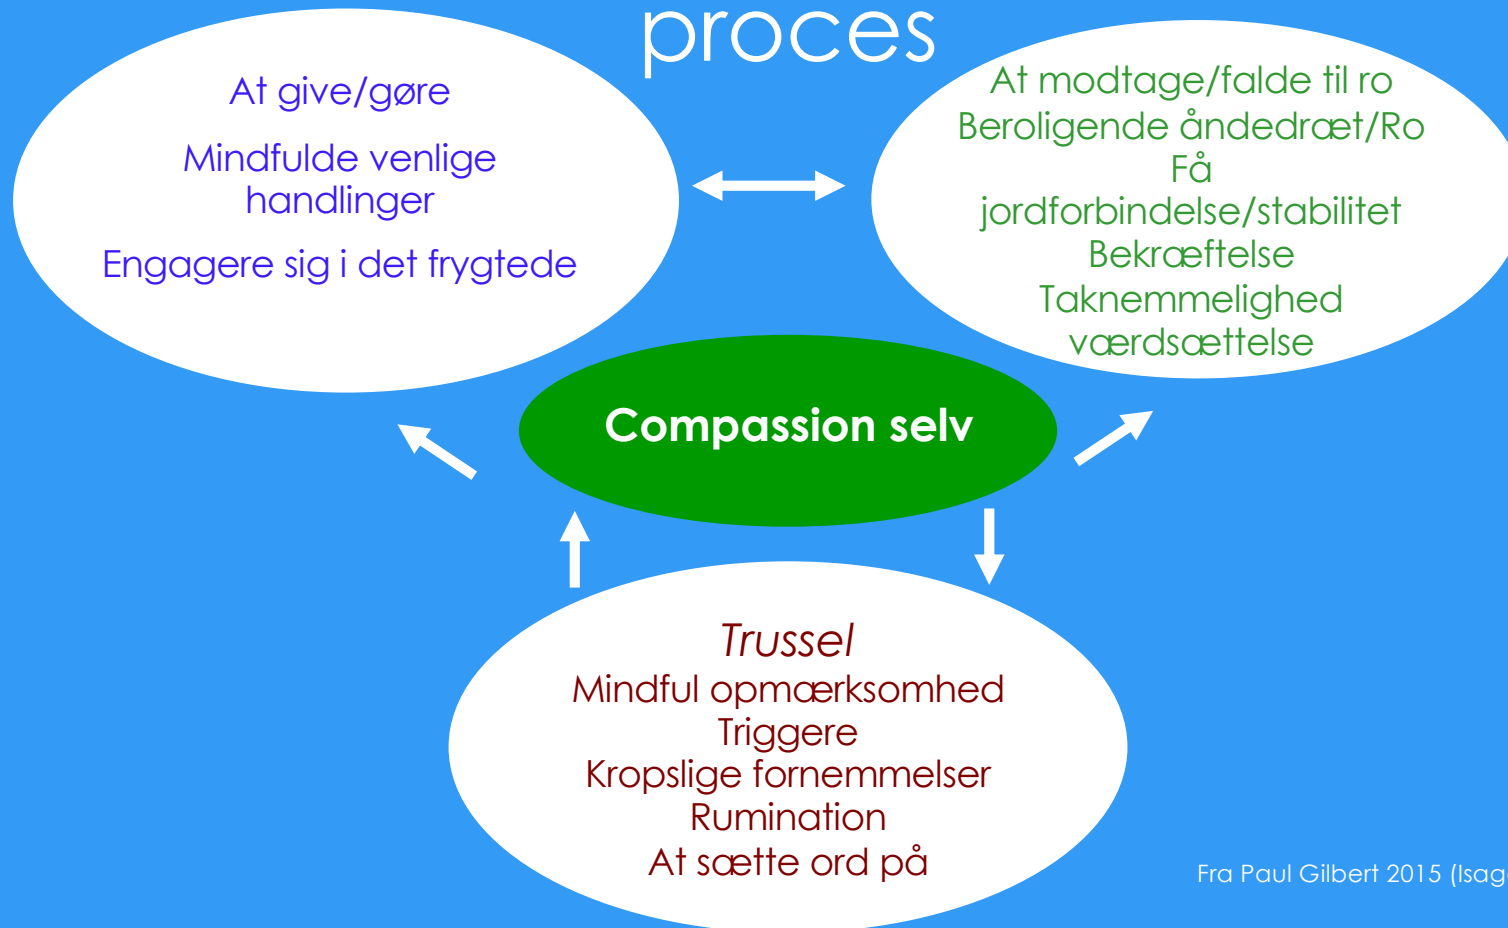 proces
At give/gøre
Mindfulde venlige
handlinger
Engagere sig i det frygtede
At modtage/falde til ro
Beroligende åndedræt/Ro
Få
jordforbindelse/stabilitet
Bekræftelse
Taknemmelighed
værdsættelse
Compassion selv
Trussel
Mindful opmærksomhed
Triggere
Kropslige fornemmelser
Rumination
At sætte ord på
Fra Paul Gilbert 2015